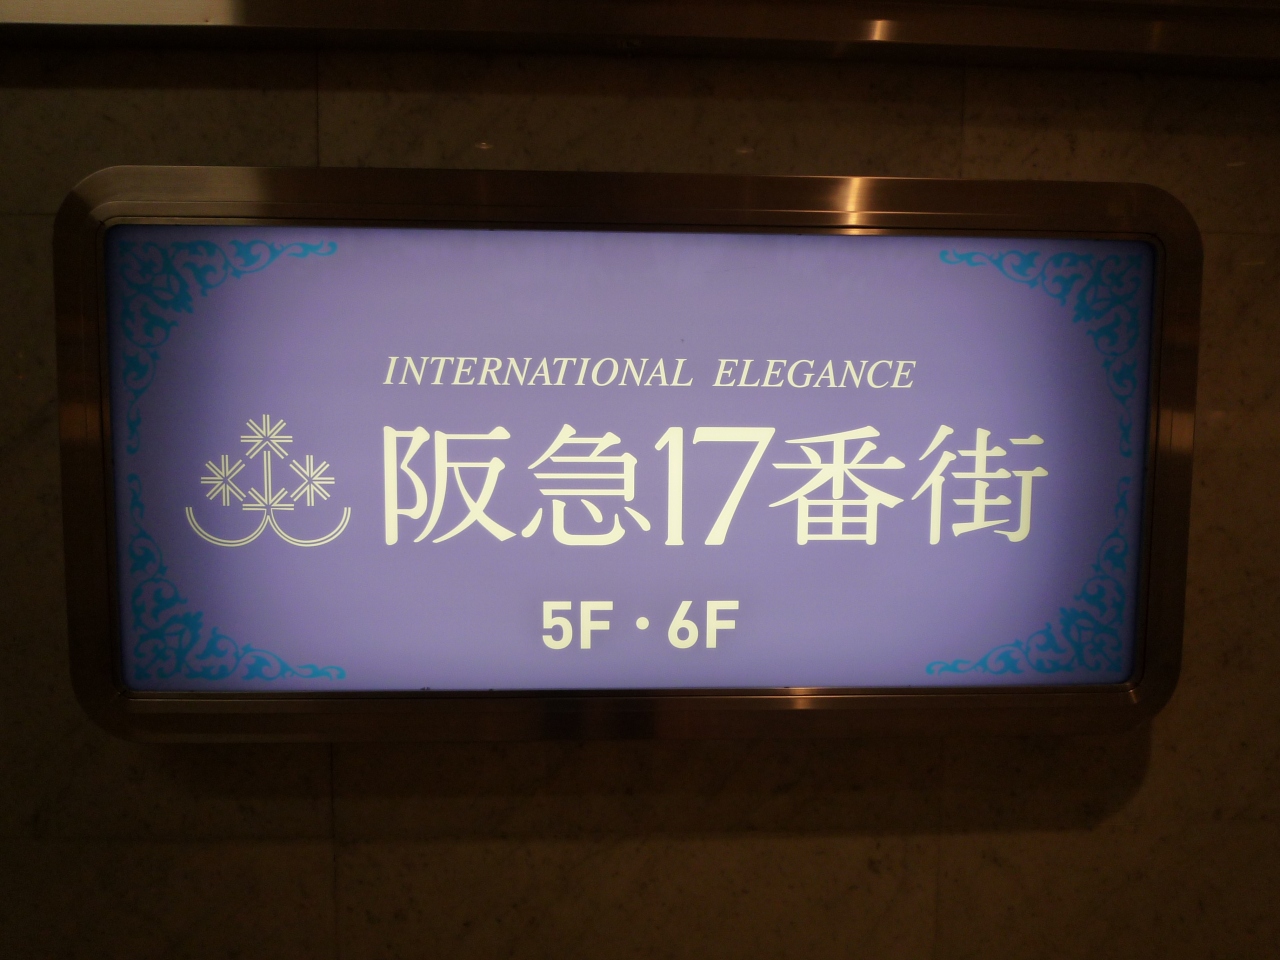 INTERNATIONAL ELEGANCE
阪急17番街
5F・6F